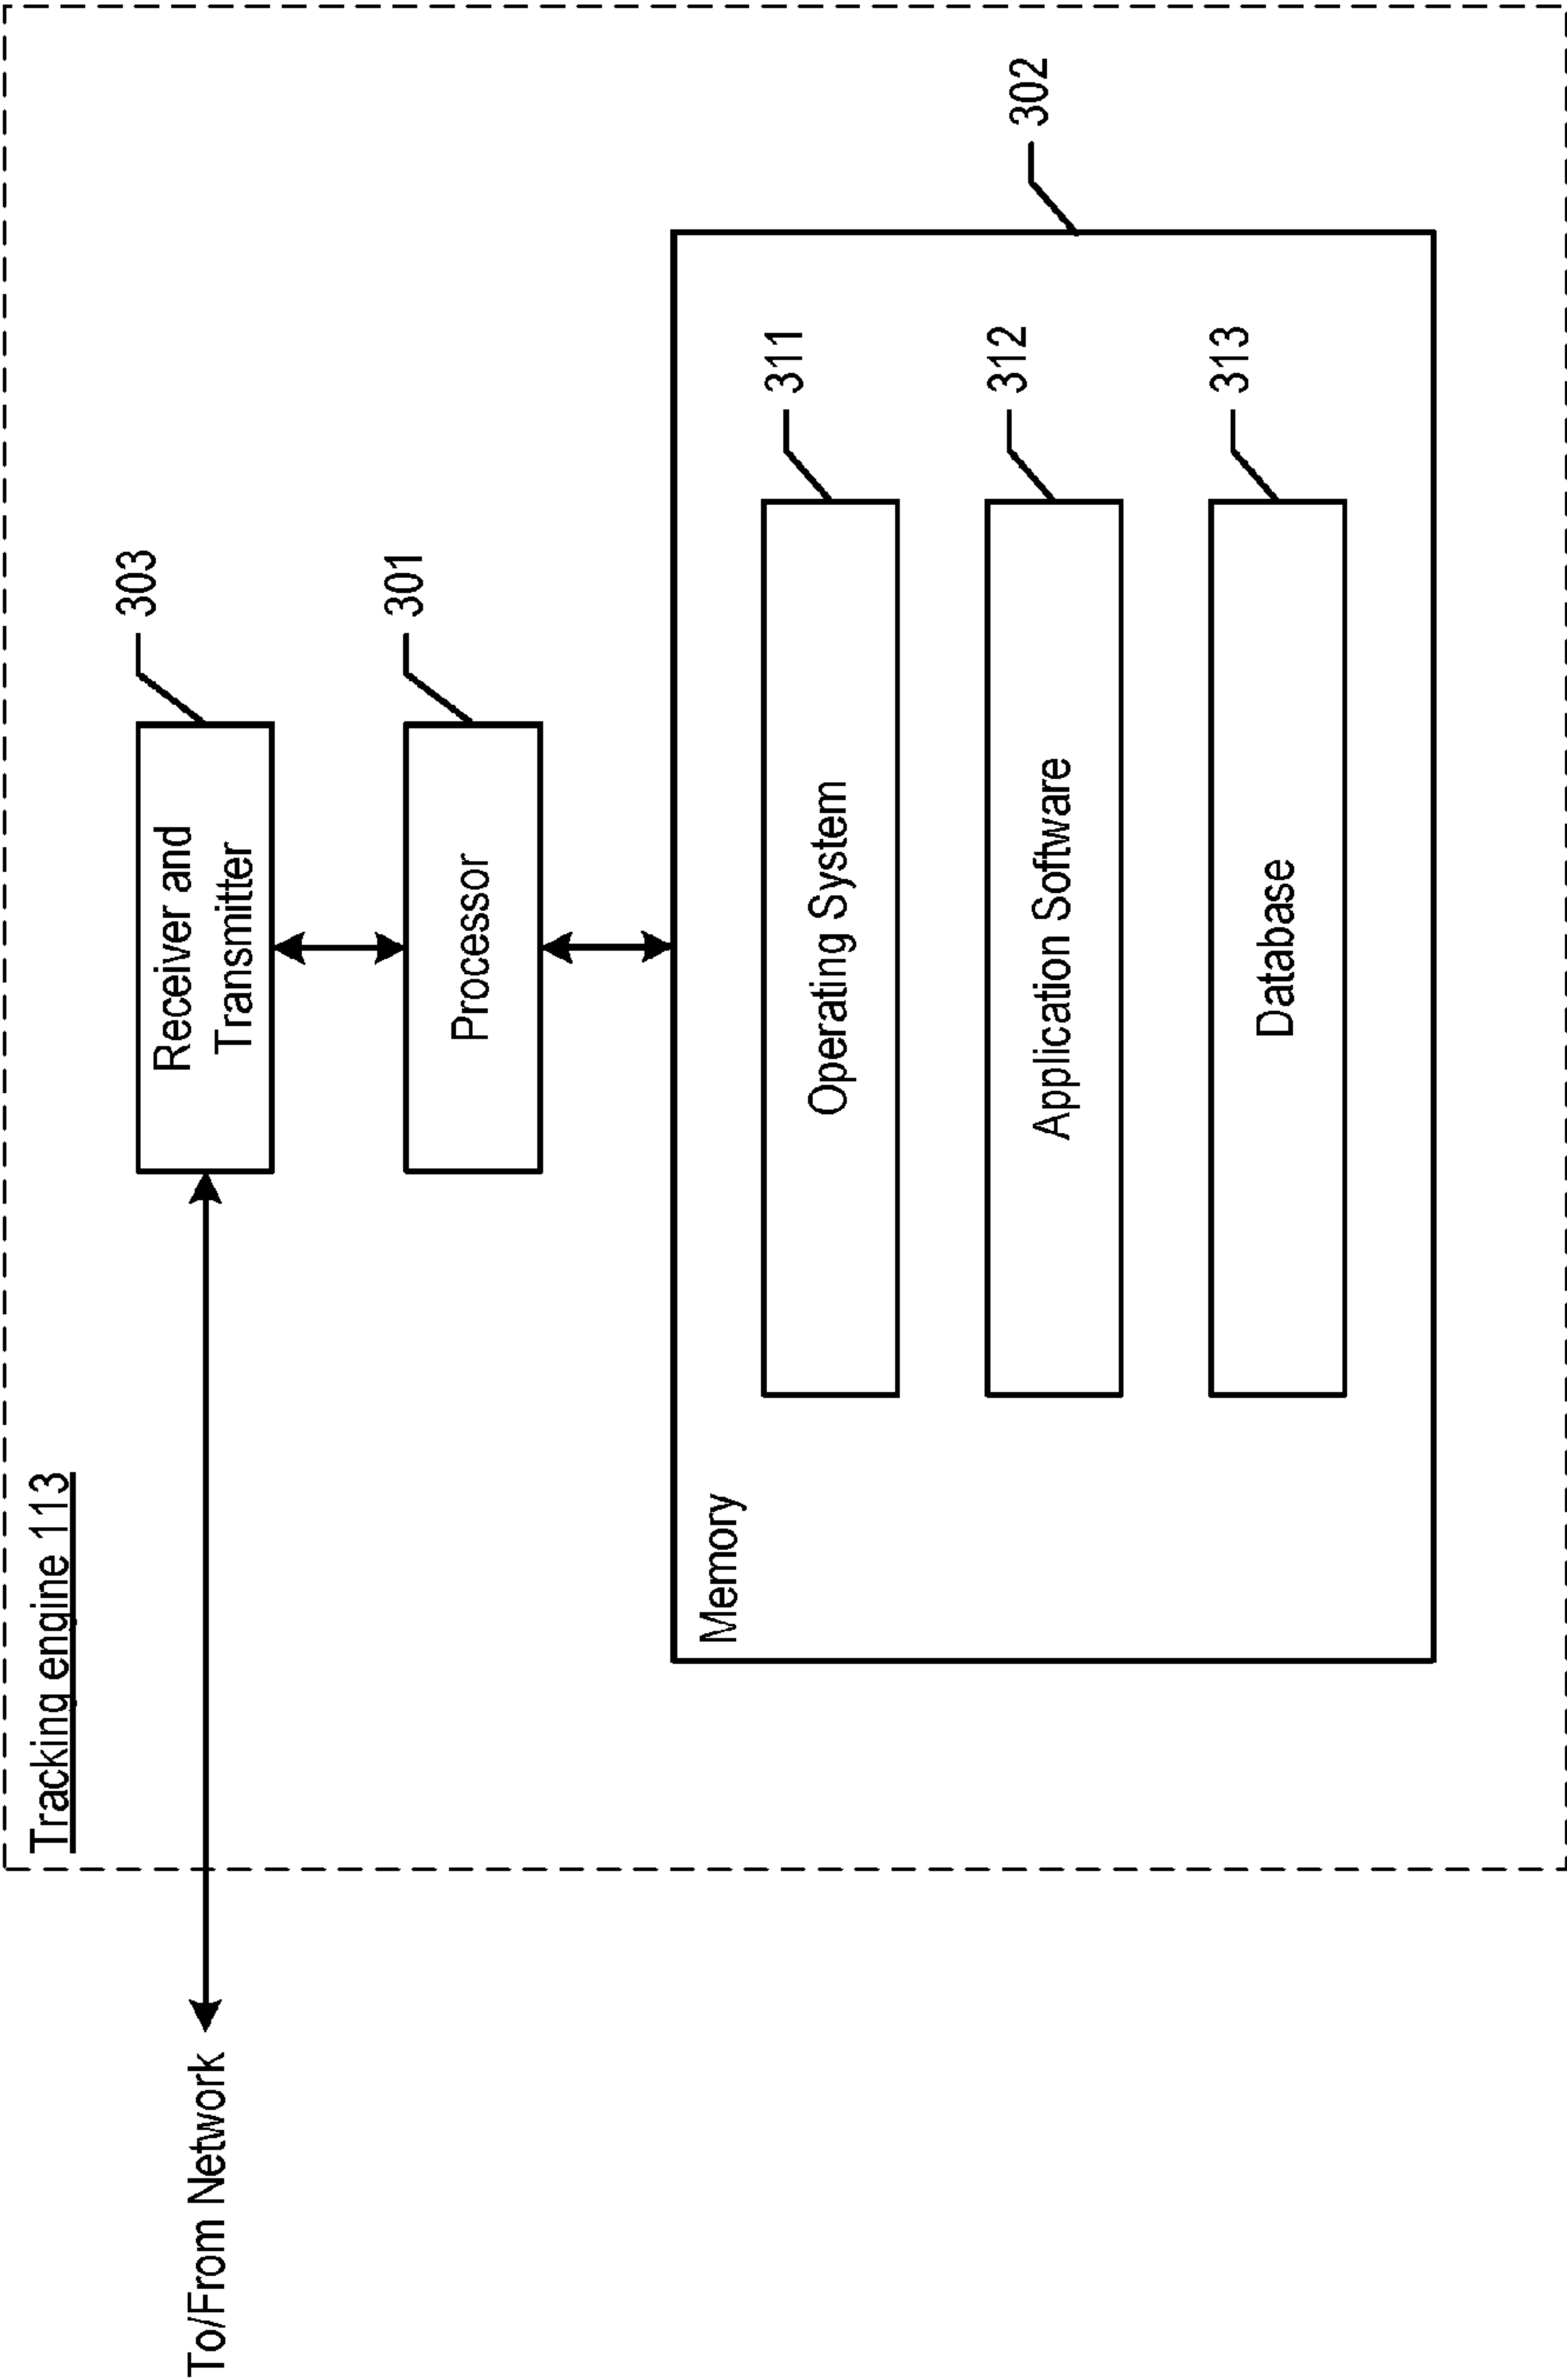 Tracking engine 113
To/From Network
Receiver and
Transmitter
303
Processor
301
Memory
302
Operating System
311
Application Software
312
Database
313